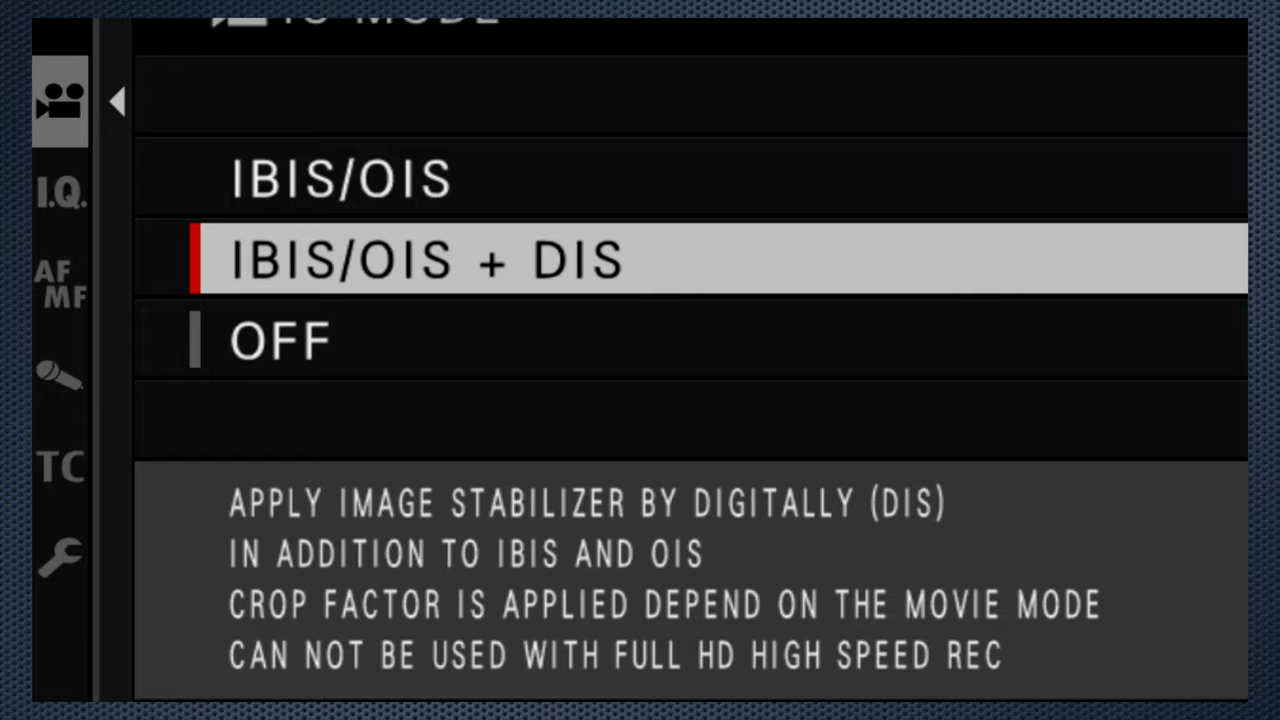 IS MODE
IBIS/OIS
I.Q.
IBIS/OIS + DIS
AF
MF
OFF
TC
APPLY IMAGE STABILIZER BY DIGITALLY (DIS)
IN ADDITION TO IBIS AND OIS
CROP FACTOR IS APPLIED DEPEND ON THE MOVIE MODE
CAN NOT BE USED WITH FULL HD HIGH SPEED REC